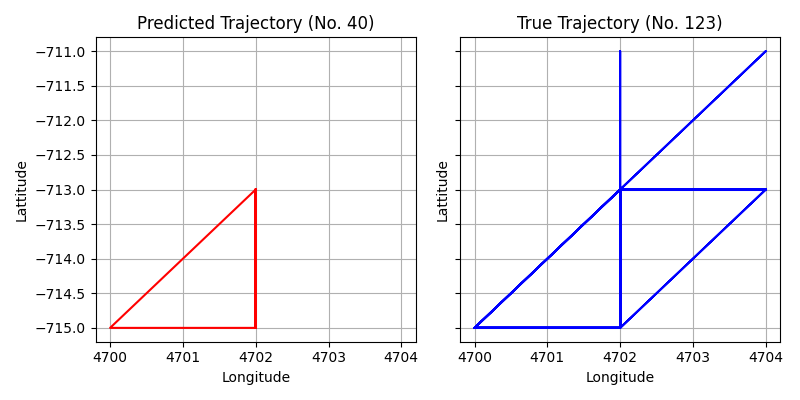 Predicted Trajectory (No. 40)
−711.0
−711.5
−712.0
−712.5
−713.0
−713.5
−714.0
−714.5
−715.0
Lattitude
4700 4701 4702 4703 4704
Longitude
True Trajectory (No. 123)
Lattitude
4700 4701 4702 4703 4704
Longitude